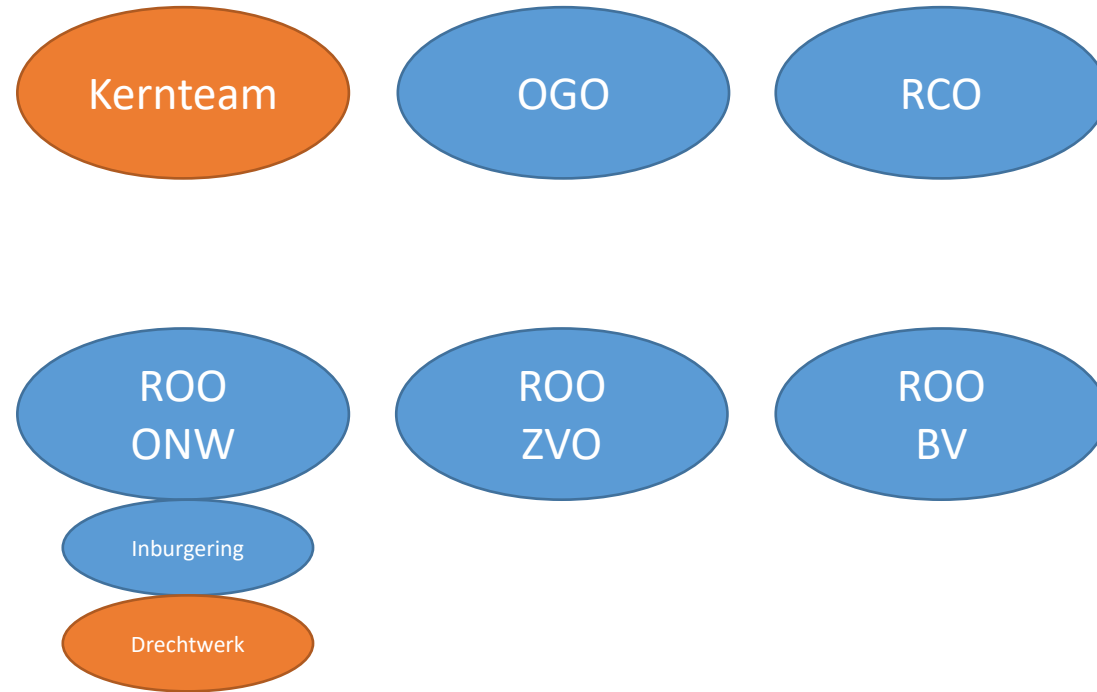 Kernteam
OGO
RCO
ROO
ONW
ROO
ZVO
ROO
BV
Inburgering
Drechtwerk